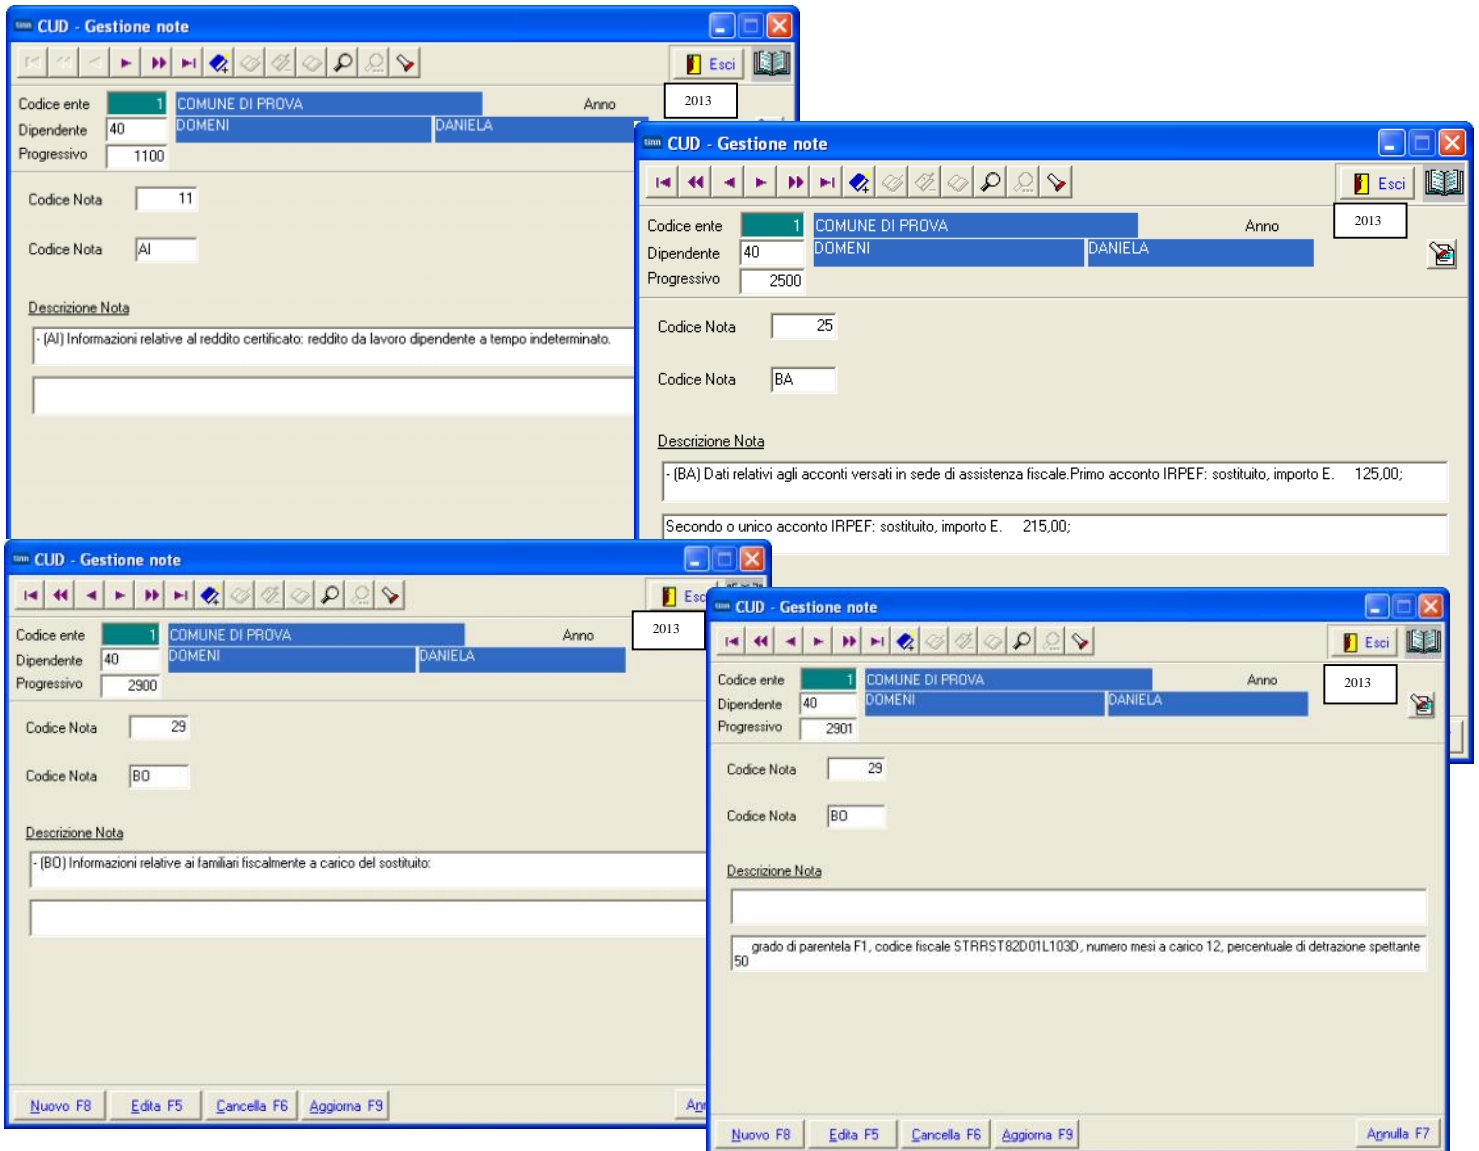 tinn CUD - Gestione note
Esci
Codice ente 1 COMUNE DI PROVA Anno 2013
Dipendente 40 DOMENI DANIELA
Progressivo 1100
Codice Nota 11
Codice Nota AI
Descrizione Nota
- (AI) Informazioni relative al reddito certificato: reddito da lavoro dipendente a tempo indeterminato.
tinn CUD - Gestione note
Esci
Codice ente 1 COMUNE DI PROVA Anno 2013
Dipendente 40 DOMENI DANIELA
Progressivo 2500
Codice Nota 25
Codice Nota BA
Descrizione Nota
- (BA) Dati relativi agli acconti versati in sede di assistenza fiscale.Primo acconto IRPEF: sostituito, importo E. 125,00;
Secondo o unico acconto IRPEF: sostituito, importo E. 215,00;
tinn CUD - Gestione note
Esc
Codice ente 1 COMUNE DI PROVA Anno 2013
Dipendente 40 DOMENI DANIELA
Progressivo 2900
Codice Nota 29
Codice Nota BO
Descrizione Nota
- (BO) Informazioni relative ai familiari fiscalmente a carico del sostituito:
Nuovo F8 Edita F5 Cancella F6 Aggiorna F9 Ann
tinn CUD - Gestione note
Esci
Codice ente 1 COMUNE DI PROVA Anno 2013
Dipendente 40 DOMENI DANIELA
Progressivo 2901
Codice Nota 29
Codice Nota BO
Descrizione Nota
grado di parentela F1, codice fiscale STRRST82D01L103D, numero mesi a carico 12, percentuale di detrazione spettante
50
Nuovo F8 Edita F5 Cancella F6 Aggiorna F9 Annulla F7